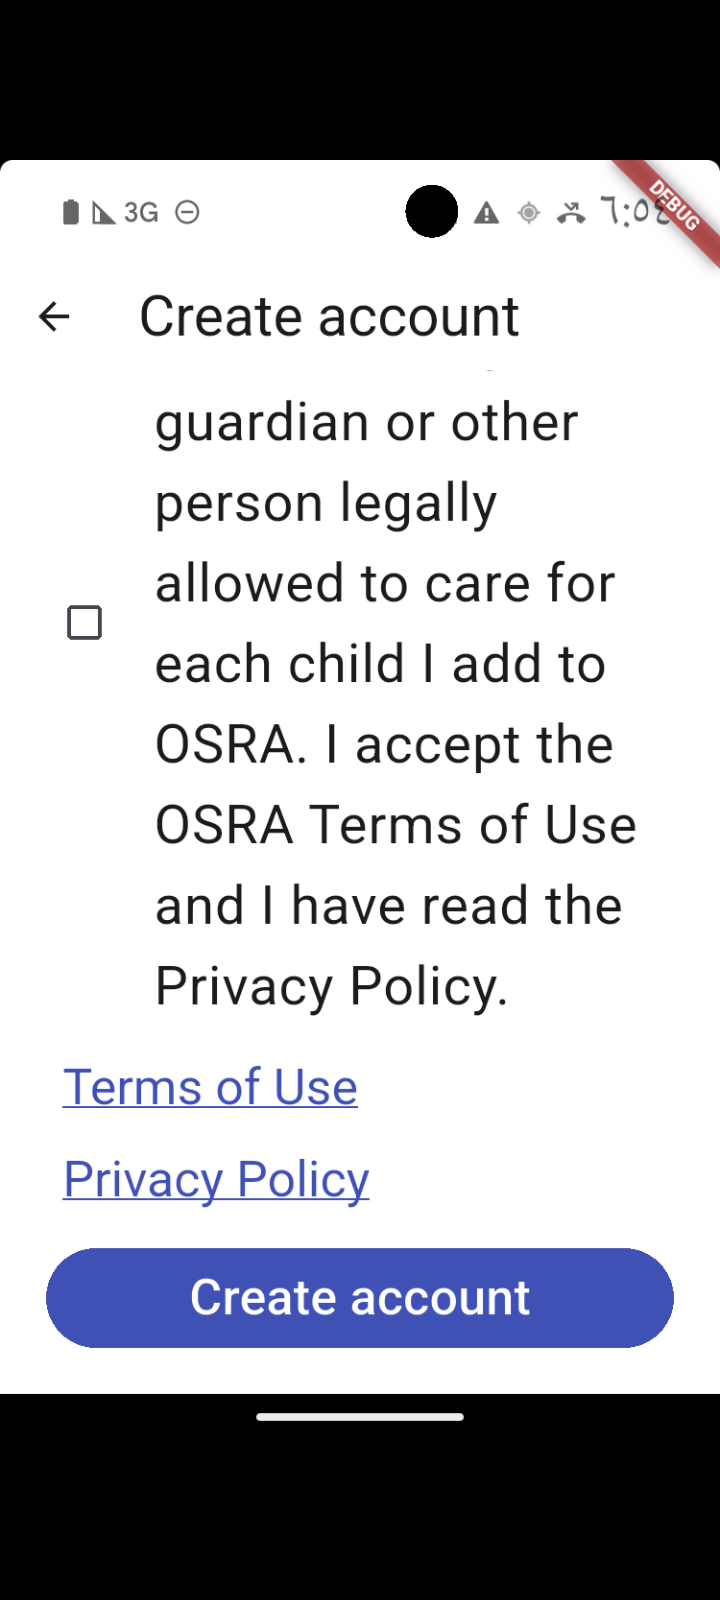 3G
DEBUG
Create account
guardian or other
person legally
allowed to care for
each child I add to
OSRA. I accept the
OSRA Terms of Use
and I have read the
Privacy Policy.
Terms of Use
Privacy Policy
Create account